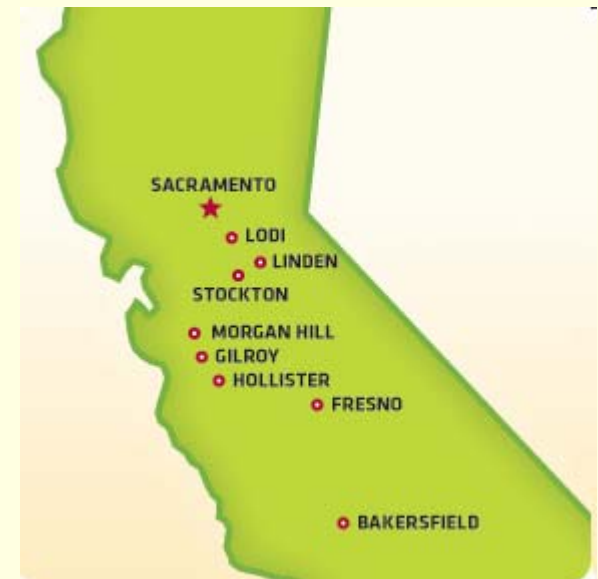 SACRAMENTO
LODI
LINDEN
STOCKTON
MORGAN HILL
GILROY
HOLLISTER
FRESNO
BAKERSFIELD